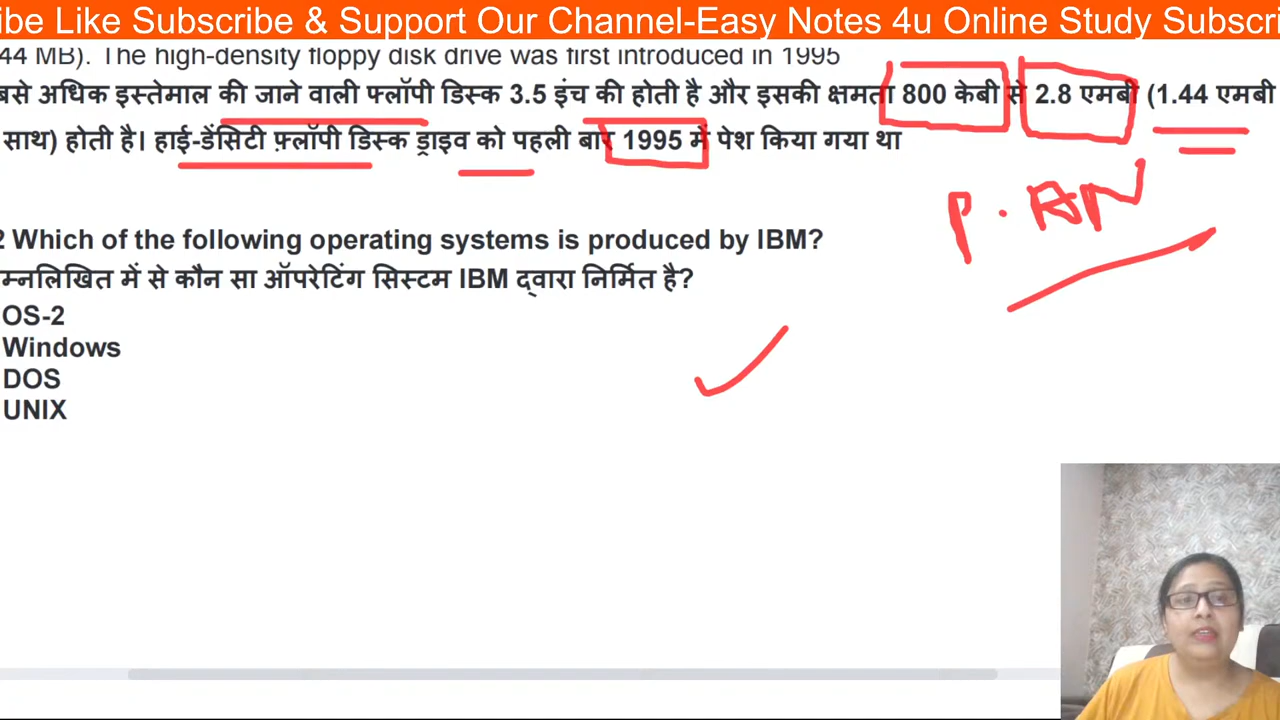 ibe Like Subscribe & Support Our Channel-Easy Notes 4u Online Study Subscri
44 MB). The high-density floppy disk drive was first introduced in 1995
बसे अधिक इस्तेमाल की जाने वाली फ्लॉपी डिस्क 3.5 इंच की होती है और इसकी क्षमता 800 केबी से 2.8 एमबी (1.44 एमबी
साथ) होती है। हाई-डेंसिटी फ़्लॉपी डिस्क ड्राइव को पहली बार 1995 में पेश किया गया था
P.
2 Which of the following operating systems is produced by IBM?
म्नलिखित में से कौन सा ऑपरेटिंग सिस्टम IBM द्वारा निर्मित है?
OS-2
Windows
DOS
UNIX